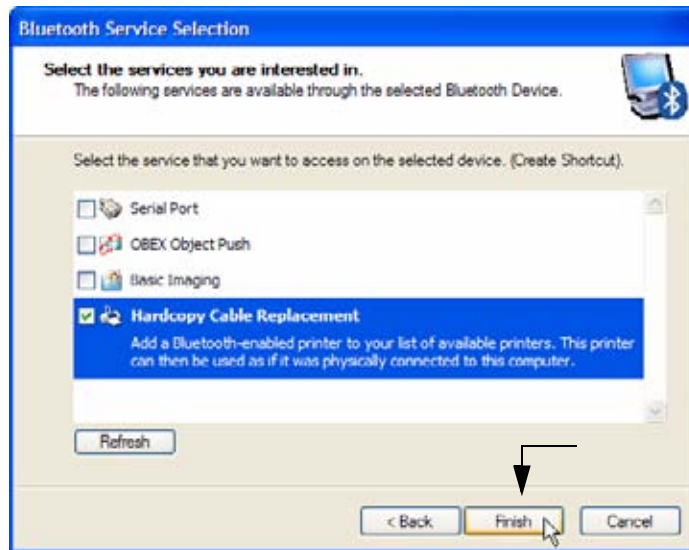 Bluetooth Service Selection
Select the services you are interested in.
The following services are available through the selected Bluetooth Device.
Select the service that you want to access on the selected device. (Create Shortcut).
Serial Port
OBEX Object Push
Basic Imaging
Hardcopy Cable Replacement
Add a Bluetooth-enabled printer to your list of available printers. This printer
can then be used as if it was physically connected to this computer.
Refresh
< Back
Finish
Cancel